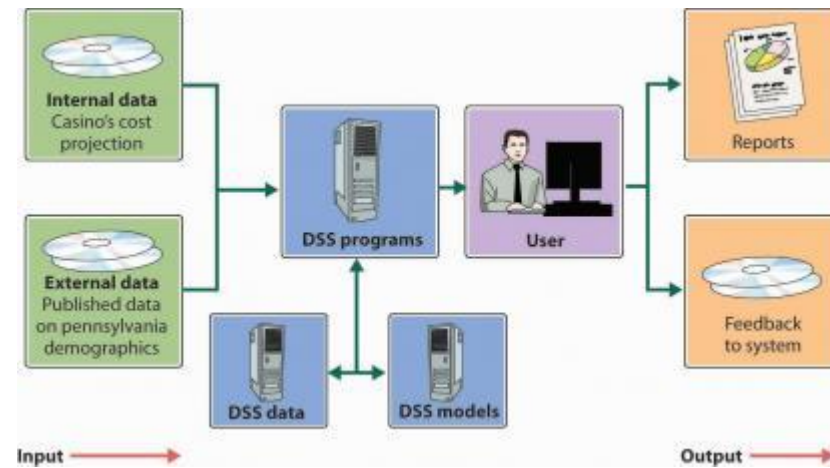 Internal data
Casino's cost
projection
External data
Published data
on pennsylvania
demographics
DSS programs
User
DSS data
DSS models
Reports
Feedback
to system
Input
Output